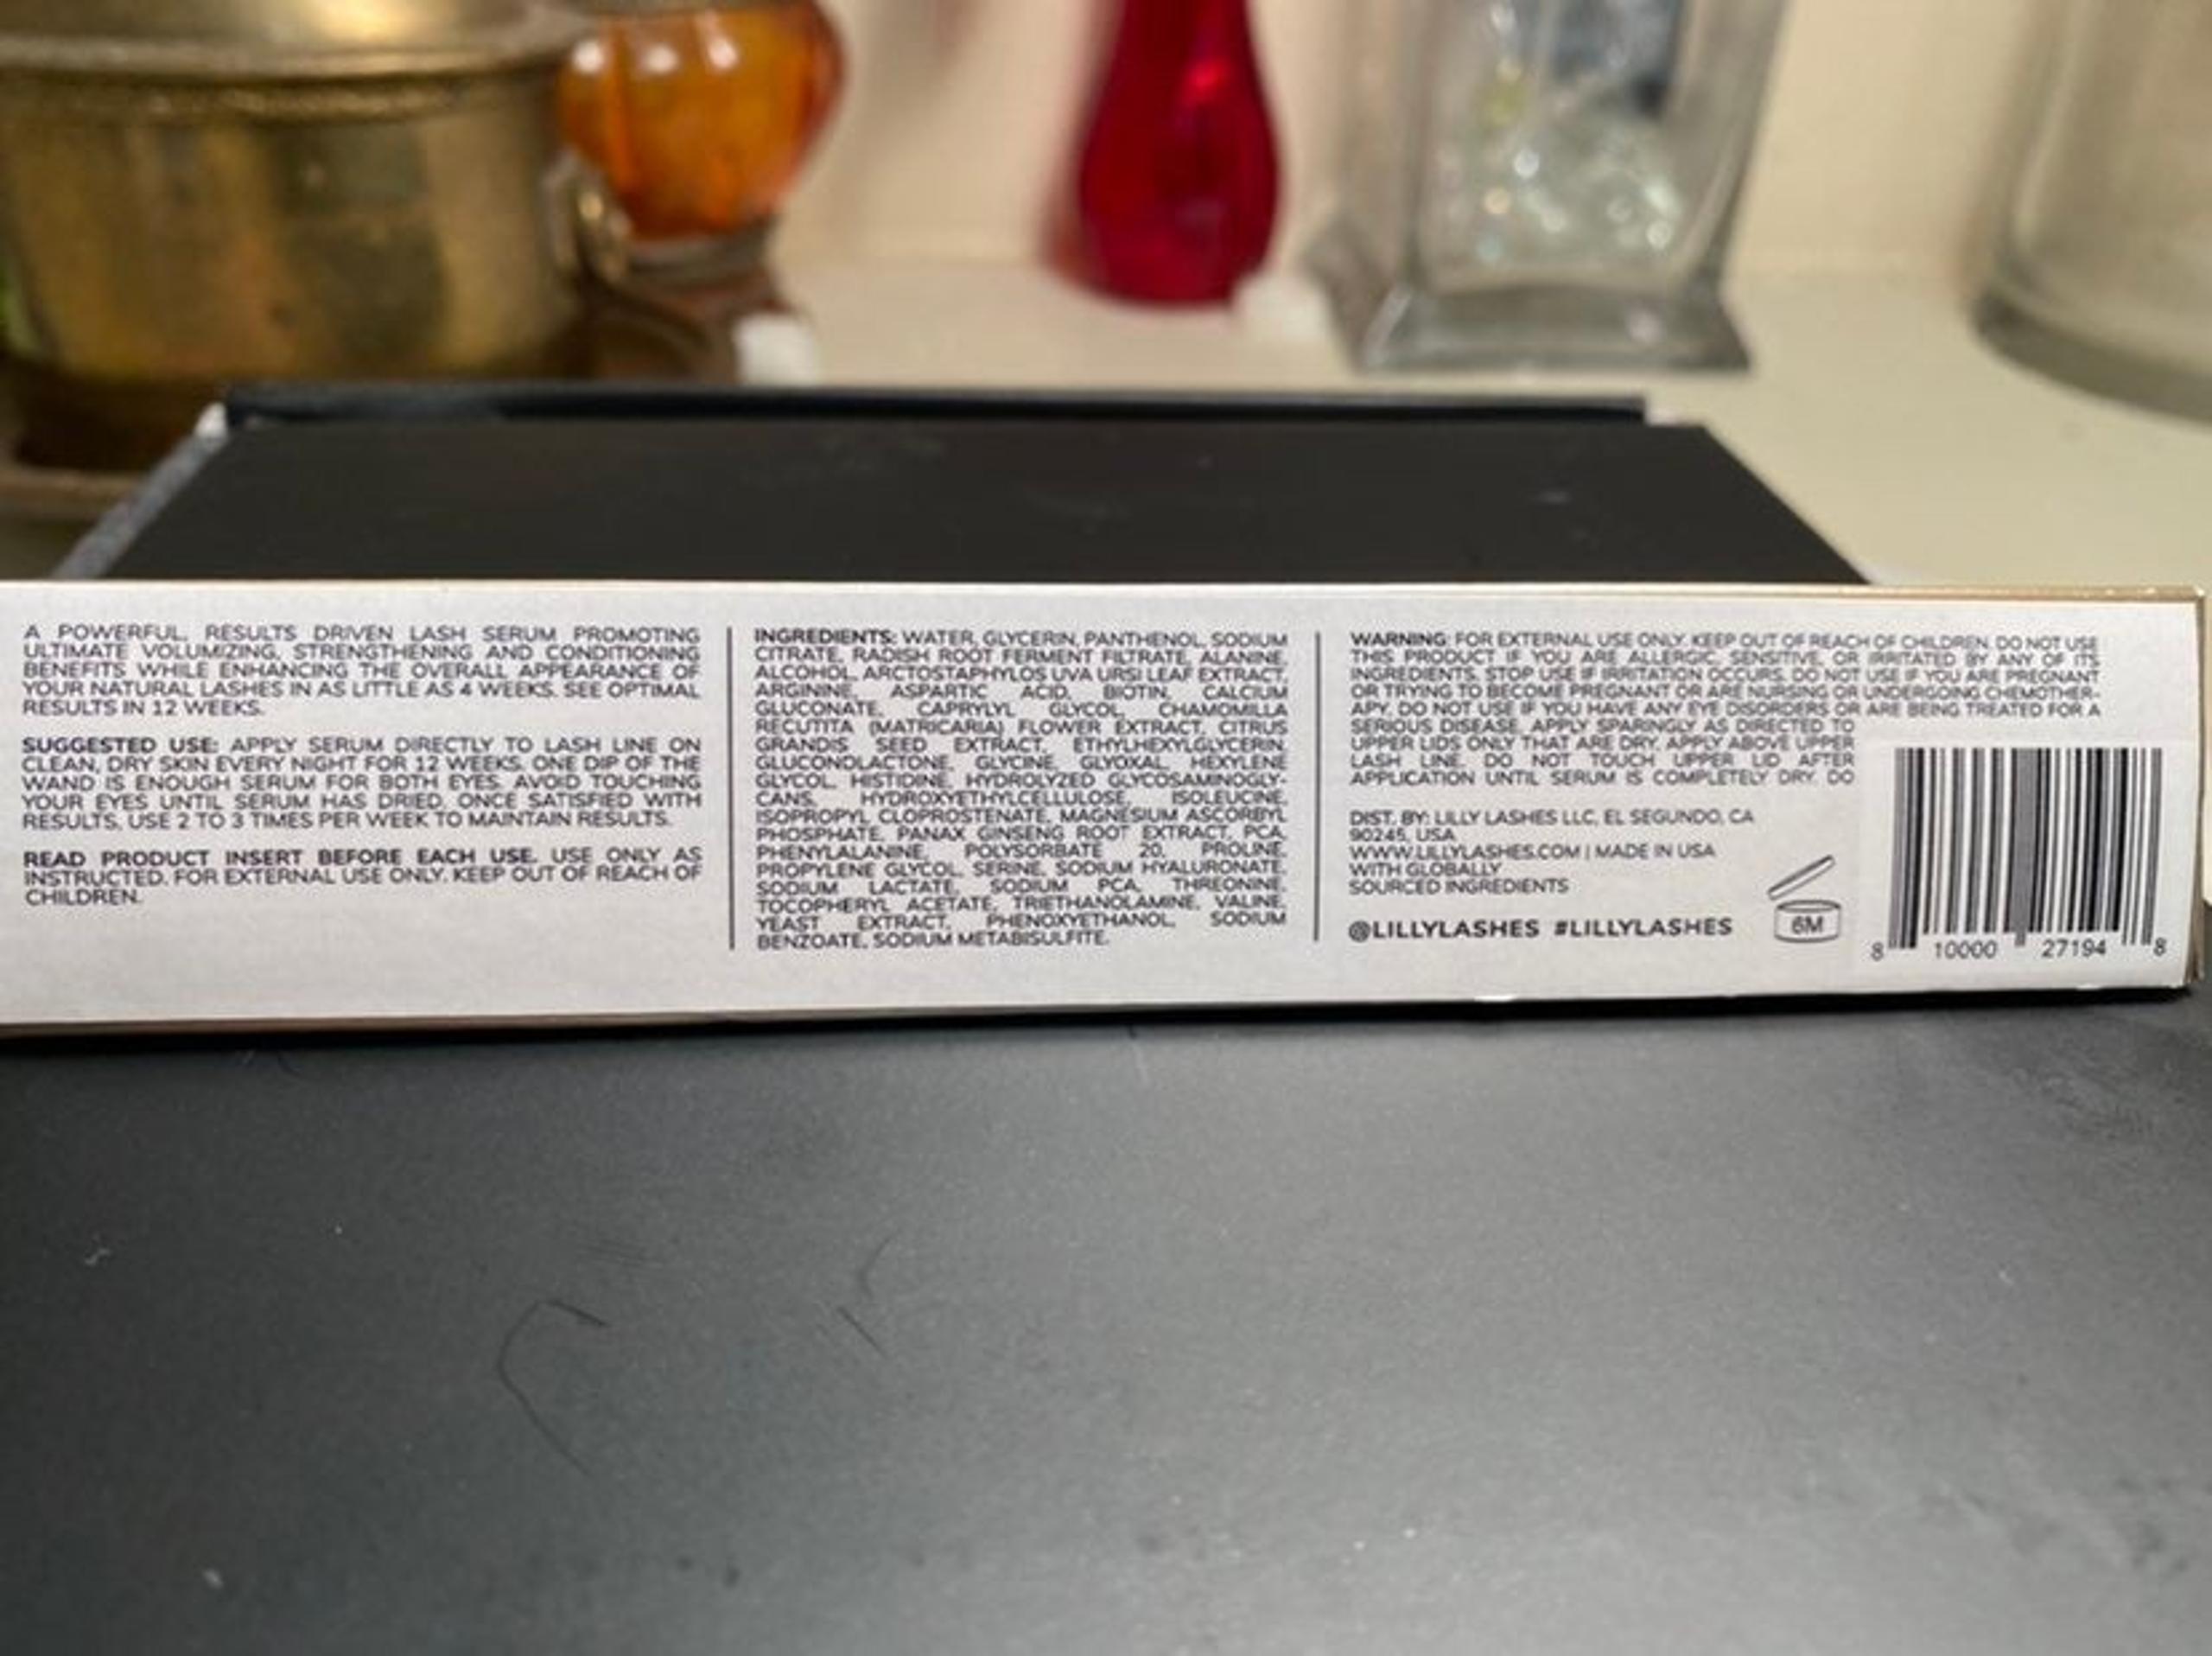 A POWERFUL, RESULTS DRIVEN LASH SERUM PROMOTING
ULTIMATE VOLUMIZING, STRENGTHENING AND CONDITIONING
BENEFITS WHILE ENHANCING THE OVERALL APPEARANCE OF
YOUR NATURAL LASHES IN AS LITTLE AS 4 WEEKS. SEE OPTIMAL
RESULTS IN 12 WEEKS.
SUGGESTED USE: APPLY SERUM DIRECTLY TO LASH LINE ON
CLEAN, DRY SKIN EVERY NIGHT FOR 12 WEEKS. ONE DIP OF THE
WAND IS ENOUGH SERUM FOR BOTH EYES. AVOID TOUCHING
YOUR EYES UNTIL SERUM HAS DRIED. ONCE SATISFIED WITH
RESULTS, USE 2 TO 3 TIMES PER WEEK TO MAINTAIN RESULTS.
READ PRODUCT INSERT BEFORE EACH USE. USE ONLY AS
INSTRUCTED. FOR EXTERNAL USE ONLY. KEEP OUT OF REACH OF
CHILDREN.
INGREDIENTS: WATER, GLYCERIN, PANTHENOL, SODIUM
CITRATE, RADISH ROOT FERMENT FILTRATE, ALANINE,
ALCOHOL, ARCTOSTAPHYLOS UVA URSI LEAF EXTRACT,
ARGININE, ASPARTIC ACID, BIOTIN, CALCIUM
GLUCONATE, CAPRYLYL GLYCOL, CHAMOMILLA
RECUTITA (MATRICARIA) FLOWER EXTRACT, CITRUS
GRANDIS SEED EXTRACT, ETHYLHEXYLGLYCERIN,
GLUCONDLACTONE, GLYCINE, GLYOXAL, HEXYLENE
GLYCOL, HISTIDINE, HYDROLYZED GLYCOSAMINOGLY-
CANS, HYDROXYETHYLCELLULOSE, ISOLEUCINE,
ISOPROPYL CLOPROSTENATE, MAGNESIUM ASCORBYL
PHOSPHATE, PANAX GINSENG ROOT EXTRACT, PCA,
PHENYLALANINE, POLYSORBATE 20, PROLINE,
PROPYLENE GLYCOL, SERINE, SODIUM HYALURONATE,
SODIUM LACTATE, SODIUM PCA, THREONINE,
TOCOPHERYL ACETATE, TRIETHANOLAMINE, VALINE,
YEAST EXTRACT, PHENOXYETHANOL, SODIUM
BENZOATE, SODIUM METABISULFITE.
WARNING: FOR EXTERNAL USE ONLY. KEEP OUT OF REACH OF CHILDREN. DO NOT USE
THIS PRODUCT IF YOU ARE ALLERGIC, SENSITIVE, OR IRRITATED BY ANY OF ITS
INGREDIENTS. STOP USE IF IRRITATION OCCURS. DO NOT USE IF YOU ARE PREGNANT
OR TRYING TO BECOME PREGNANT OR ARE NURSING OR UNDERGOING CHEMOTHER-
APY. DO NOT USE IF YOU HAVE ANY EYE DISORDERS OR ARE BEING TREATED FOR A
SERIOUS DISEASE. APPLY SPARINGLY AS DIRECTED TO
UPPER LIDS ONLY THAT ARE DRY. APPLY ABOVE UPPER
LASH LINE. DO NOT TOUCH UPPER LID AFTER
APPLICATION UNTIL SERUM IS COMPLETELY DRY. DO
DIST. BY: LILLY LASHES LLC, EL SEGUNDO, CA
90245, USA
WWW.LILLYLASHES.COM | MADE IN USA
WITH GLOBALLY
SOURCED INGREDIENTS
@LILLYLASHES #LILLYLASHES
6M
8 10000 27194 8